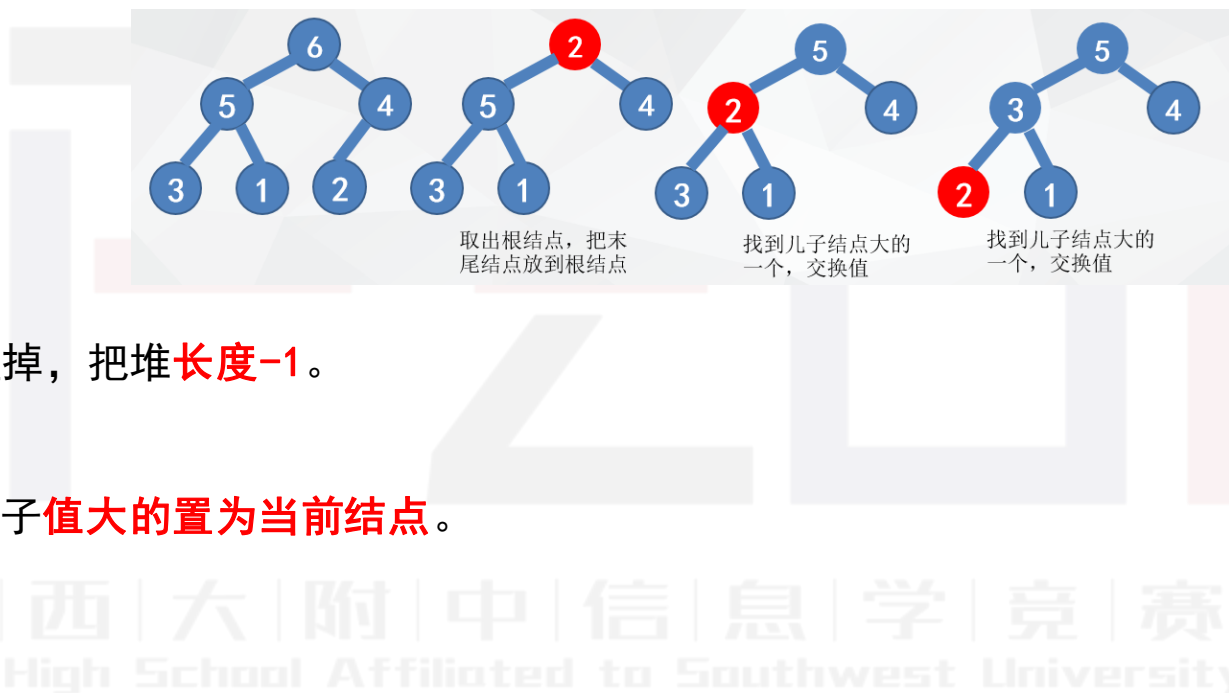 6
2
5
5
5
4
5
4
2
4
3
4
3
1
2
3
1
3
1
2
1
取出根结点，把末
尾结点放到根结点
找到儿子结点大的
一个，交换值
找到儿子结点大的
一个，交换值
掉，把堆长度-1。
子值大的置为当前结点。
西大附中信息学竞赛
High School Affiliated to Southwest University